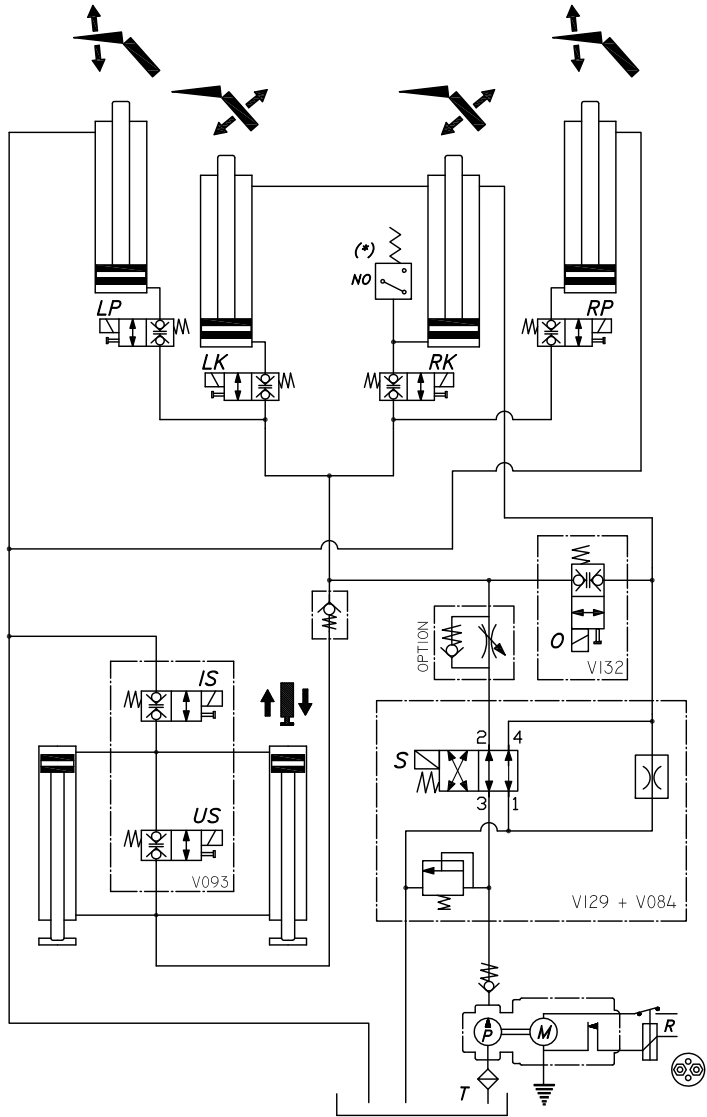 (*)
NO
LP
RP
LK
RK
OPTION
O
V132
IS
2 4
S
3 1
US
V093
V129 + V084
P
M
R
T